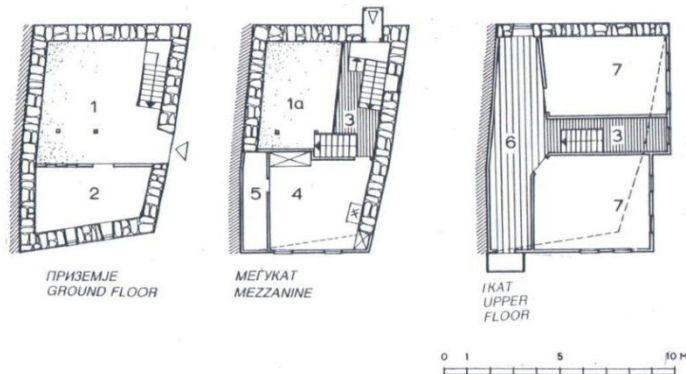 1
2
ПРИЗЕМЈЕ
GROUND FLOOR
1a
3
5
4
МЕЃУКАТ
MEZZANINE
7
6
3
7
I КАТ
UPPER
FLOOR
0 1 5 10 M